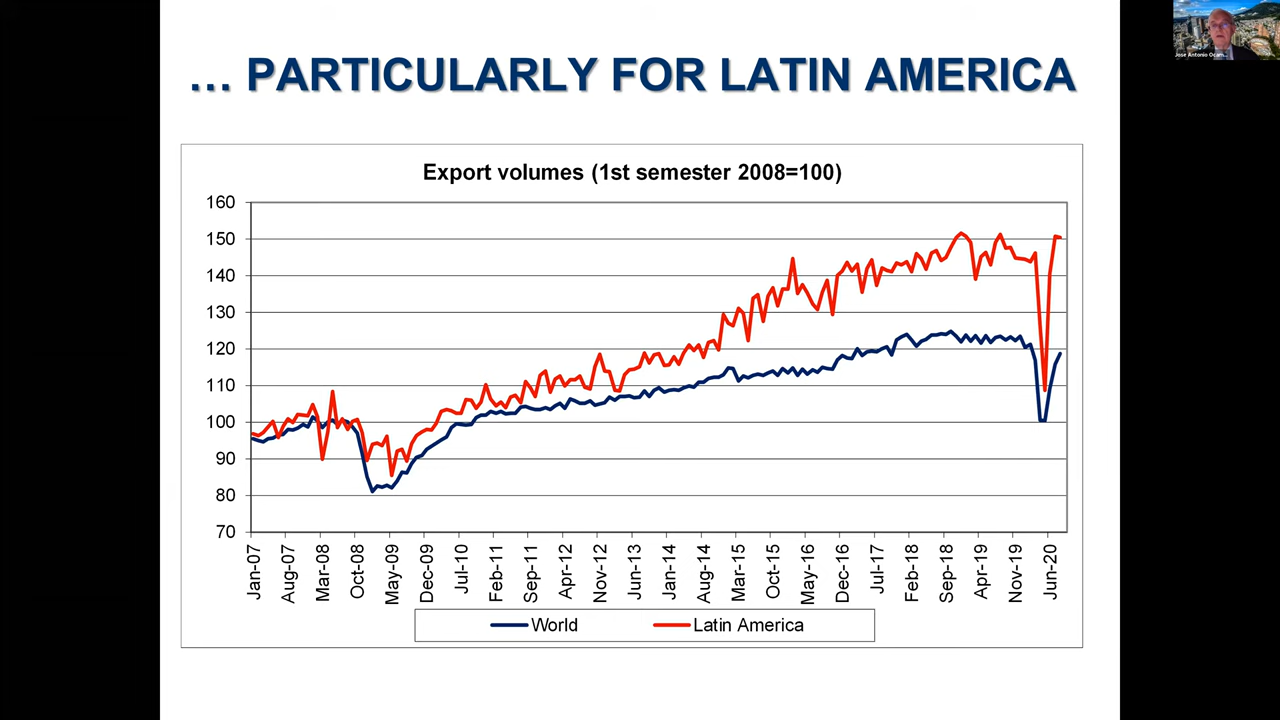 … PARTICULARLY FOR LATIN AMERICA
Jose Antonio Ocam...
Export volumes (1st semester 2008=100)
160
150
140
130
120
110
100
90
80
70
Jan-07
Aug-07
Mar-08
Oct-08
May-09
Dec-09
Jul-10
Feb-11
Sep-11
Apr-12
Nov-12
Jun-13
Jan-14
Aug-14
Mar-15
Oct-15
May-16
Dec-16
Jul-17
Feb-18
Sep-18
Apr-19
Nov-19
Jun-20
World
Latin America